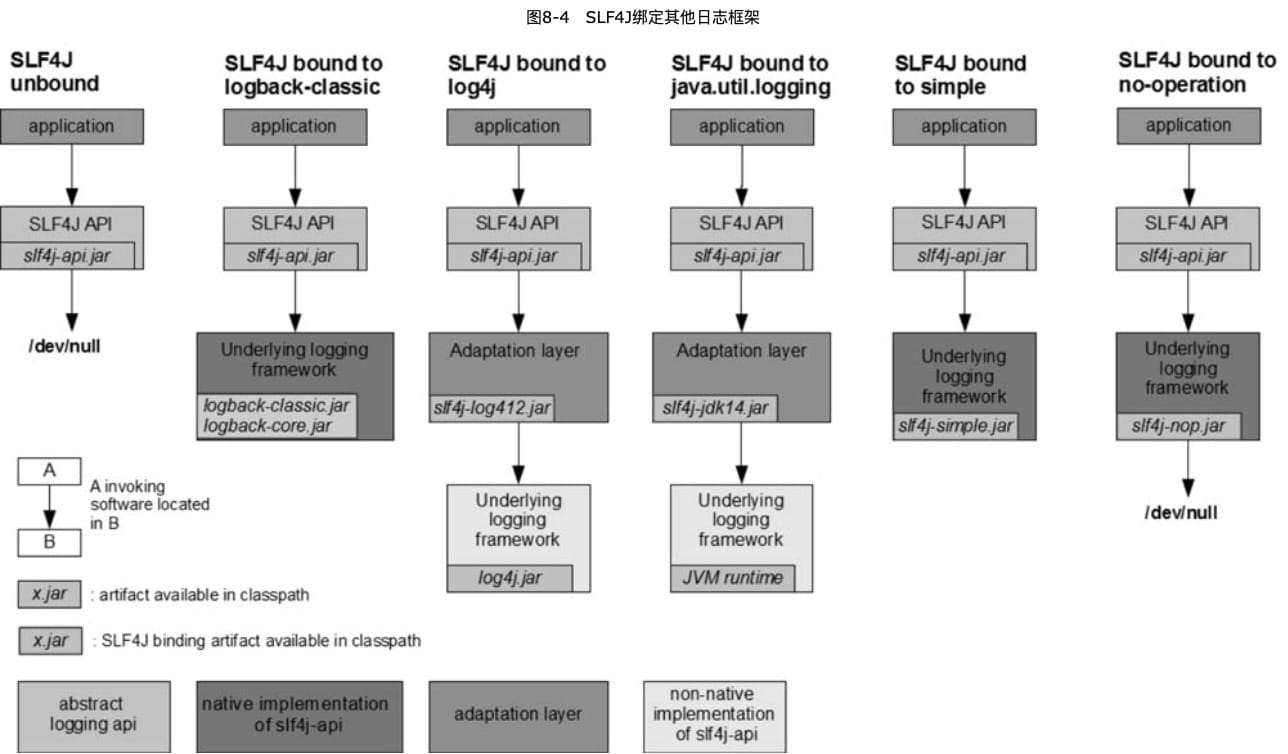 图8-4 SLF4J绑定其他日志框架
SLF4J
unbound
application
SLF4J API
slf4j-api.jar
/dev/null
SLF4J bound to
logback-classic
application
SLF4J API
slf4j-api.jar
Underlying logging
framework
logback-classic.jar
logback-core.jar
SLF4J bound to
log4j
application
SLF4J API
slf4j-api.jar
Adaptation layer
slf4j-log412.jar
Underlying
logging
framework
log4j.jar
SLF4J bound to
java.util.logging
application
SLF4J API
slf4j-api.jar
Adaptation layer
slf4j-jdk14.jar
Underlying
logging
framework
JVM runtime
SLF4J bound
to simple
application
SLF4J API
slf4j-api.jar
Underlying
logging
framework
slf4j-simple.jar
SLF4J bound to
no-operation
application
SLF4J API
slf4j-api.jar
Underlying
logging
framework
slf4j-nop.jar
/dev/null
A
B
A invoking
software located
in B
x.jar : artifact available in classpath
x.jar : SLF4J binding artifact available in classpath
abstract
logging api
native implementation
of slf4j-api
adaptation layer
non-native
implementation
of slf4j-api